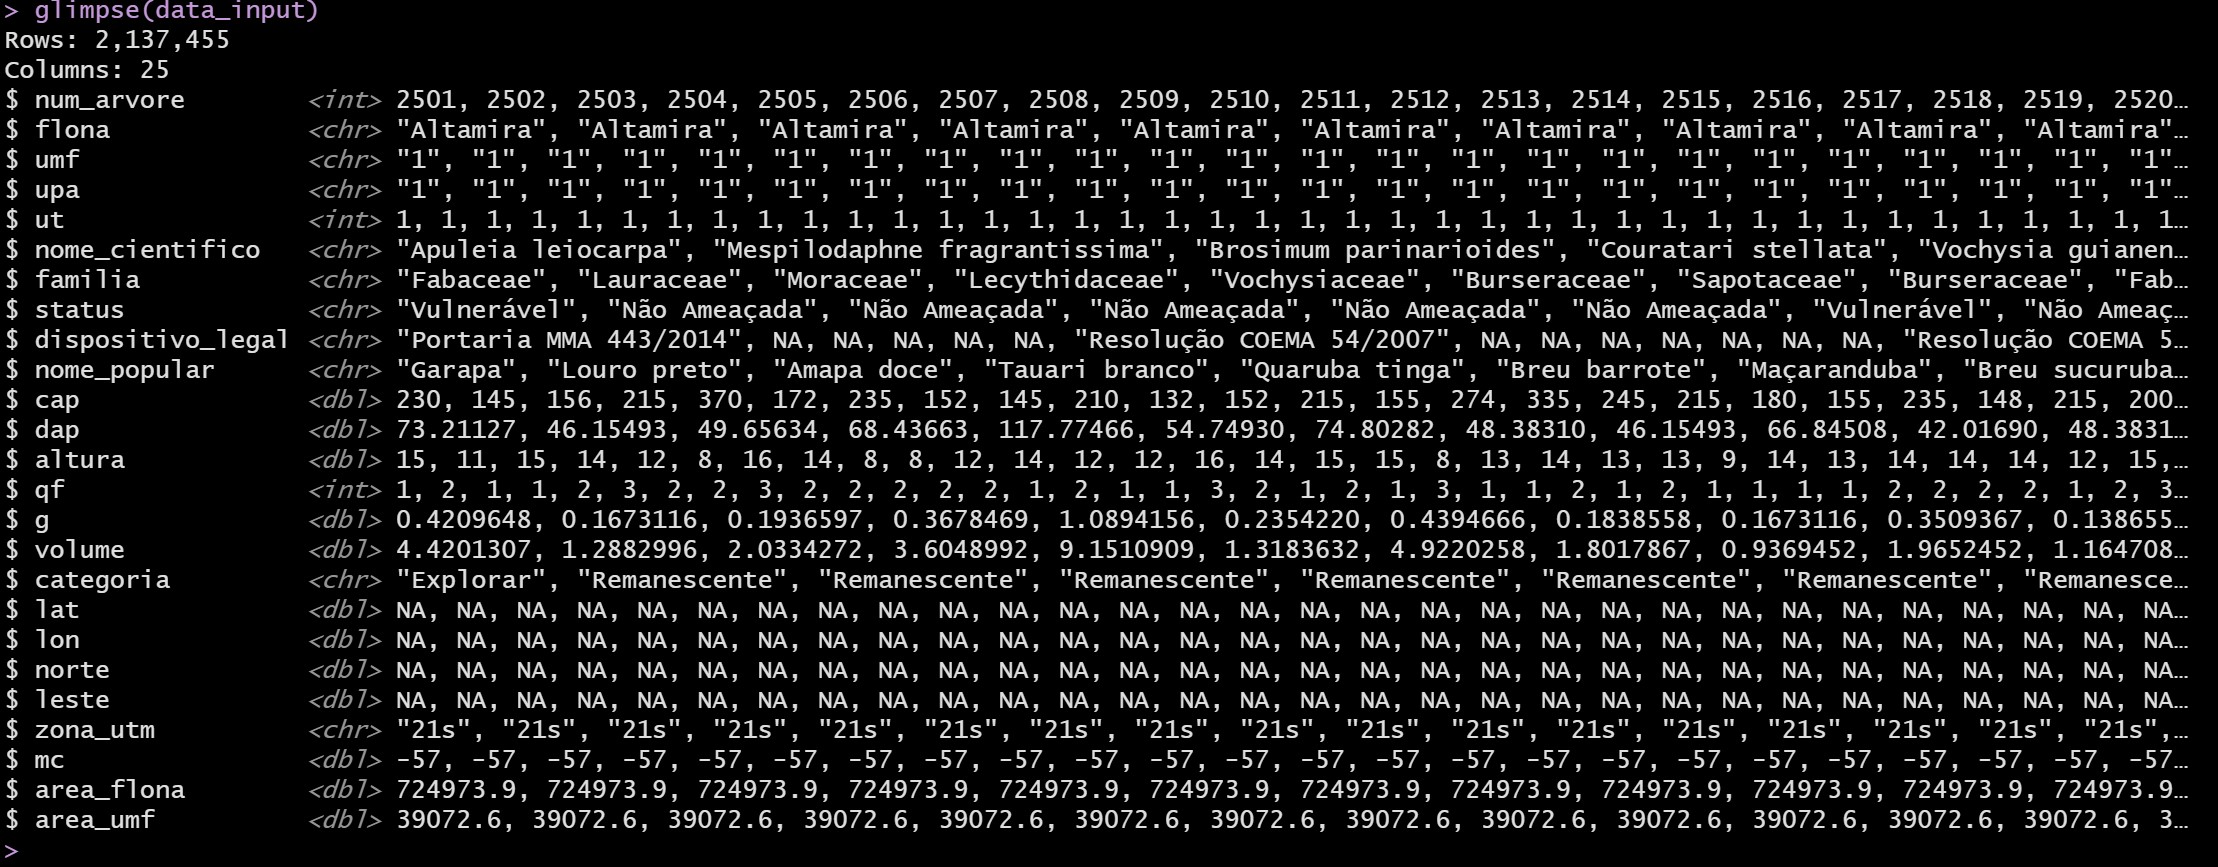 > glimpse(data_input)
Rows: 2,137,455
Columns: 25
$ num_arvore        <int> 2501, 2502, 2503, 2504, 2505, 2506, 2507, 2508, 2509, 2510, 2511, 2512, 2513, 2514, 2515, 2516, 2517, 2518, 2519, 2520…
$ flona             <chr> "Altamira", "Altamira", "Altamira", "Altamira", "Altamira", "Altamira", "Altamira", "Altamira", "Altamira", "Altamira"…
$ umf               <chr> "1", "1", "1", "1", "1", "1", "1", "1", "1", "1", "1", "1", "1", "1", "1", "1", "1", "1", "1", "1", "1", "1", "1", "1"…
$ upa               <chr> "1", "1", "1", "1", "1", "1", "1", "1", "1", "1", "1", "1", "1", "1", "1", "1", "1", "1", "1", "1", "1", "1", "1", "1"…
$ ut                <int> 1, 1, 1, 1, 1, 1, 1, 1, 1, 1, 1, 1, 1, 1, 1, 1, 1, 1, 1, 1, 1, 1, 1, 1, 1, 1, 1, 1, 1, 1, 1, 1, 1, 1, 1, 1, 1, 1, 1, 1…
$ nome_cientifico   <chr> "Apuleia leiocarpa", "Mespilodaphne fragrantissima", "Brosimum parinarioides", "Couratari stellata", "Vochysia guianen…
$ familia           <chr> "Fabaceae", "Lauraceae", "Moraceae", "Lecythidaceae", "Vochysiaceae", "Burseraceae", "Sapotaceae", "Burseraceae", "Fab…
$ status            <chr> "Vulnerável", "Não Ameaçada", "Não Ameaçada", "Não Ameaçada", "Não Ameaçada", "Não Ameaçada", "Vulnerável", "Não Ameaç…
$ dispositivo_legal <chr> "Portaria MMA 443/2014", NA, NA, NA, NA, NA, "Resolução COEMA 54/2007", NA, NA, NA, NA, NA, NA, NA, "Resolução COEMA 5…
$ nome_popular      <chr> "Garapa", "Louro preto", "Amapa doce", "Tauari branco", "Quaruba tinga", "Breu barrote", "Maçaranduba", "Breu sucuruba…
$ cap               <dbl> 230, 145, 156, 215, 370, 172, 235, 152, 145, 210, 132, 152, 215, 155, 274, 335, 245, 215, 180, 155, 235, 148, 215, 200…
$ dap               <dbl> 73.21127, 46.15493, 49.65634, 68.43663, 117.77466, 54.74930, 74.80282, 48.38310, 46.15493, 66.84508, 42.01690, 48.3831…
$ altura            <dbl> 15, 11, 15, 14, 12, 8, 16, 14, 8, 8, 12, 14, 12, 12, 16, 14, 15, 15, 8, 13, 14, 13, 13, 9, 14, 13, 14, 14, 14, 12, 15,…
$ qf                <int> 1, 2, 1, 1, 2, 3, 2, 2, 3, 2, 2, 2, 2, 2, 1, 2, 1, 1, 3, 2, 1, 2, 1, 3, 1, 1, 2, 1, 2, 1, 1, 1, 1, 2, 2, 2, 2, 1, 2, 3…
$ g                 <dbl> 0.4209648, 0.1673116, 0.1936597, 0.3678469, 1.0894156, 0.2354220, 0.4394666, 0.1838558, 0.1673116, 0.3509367, 0.138655…
$ volume            <dbl> 4.4201307, 1.2882996, 2.0334272, 3.6048992, 9.1510909, 1.3183632, 4.9220258, 1.8017867, 0.9369452, 1.9652452, 1.164708…
$ categoria         <chr> "Explorar", "Remanescente", "Remanescente", "Remanescente", "Remanescente", "Remanescente", "Remanescente", "Remanesce…
$ lat               <dbl> NA, NA, NA, NA, NA, NA, NA, NA, NA, NA, NA, NA, NA, NA, NA, NA, NA, NA, NA, NA, NA, NA, NA, NA, NA, NA, NA, NA, NA, NA…
$ lon               <dbl> NA, NA, NA, NA, NA, NA, NA, NA, NA, NA, NA, NA, NA, NA, NA, NA, NA, NA, NA, NA, NA, NA, NA, NA, NA, NA, NA, NA, NA, NA…
$ norte             <dbl> NA, NA, NA, NA, NA, NA, NA, NA, NA, NA, NA, NA, NA, NA, NA, NA, NA, NA, NA, NA, NA, NA, NA, NA, NA, NA, NA, NA, NA, NA…
$ leste             <dbl> NA, NA, NA, NA, NA, NA, NA, NA, NA, NA, NA, NA, NA, NA, NA, NA, NA, NA, NA, NA, NA, NA, NA, NA, NA, NA, NA, NA, NA, NA…
$ zona_utm          <chr> "21s", "21s", "21s", "21s", "21s", "21s", "21s", "21s", "21s", "21s", "21s", "21s", "21s", "21s", "21s", "21s", "21s",…
$ mc                <dbl> -57, -57, -57, -57, -57, -57, -57, -57, -57, -57, -57, -57, -57, -57, -57, -57, -57, -57, -57, -57, -57, -57, -57, -57…
$ area_flona        <dbl> 724973.9, 724973.9, 724973.9, 724973.9, 724973.9, 724973.9, 724973.9, 724973.9, 724973.9, 724973.9, 724973.9, 724973.9…
$ area_umf          <dbl> 39072.6, 39072.6, 39072.6, 39072.6, 39072.6, 39072.6, 39072.6, 39072.6, 39072.6, 39072.6, 39072.6, 39072.6, 39072.6, 3…
>